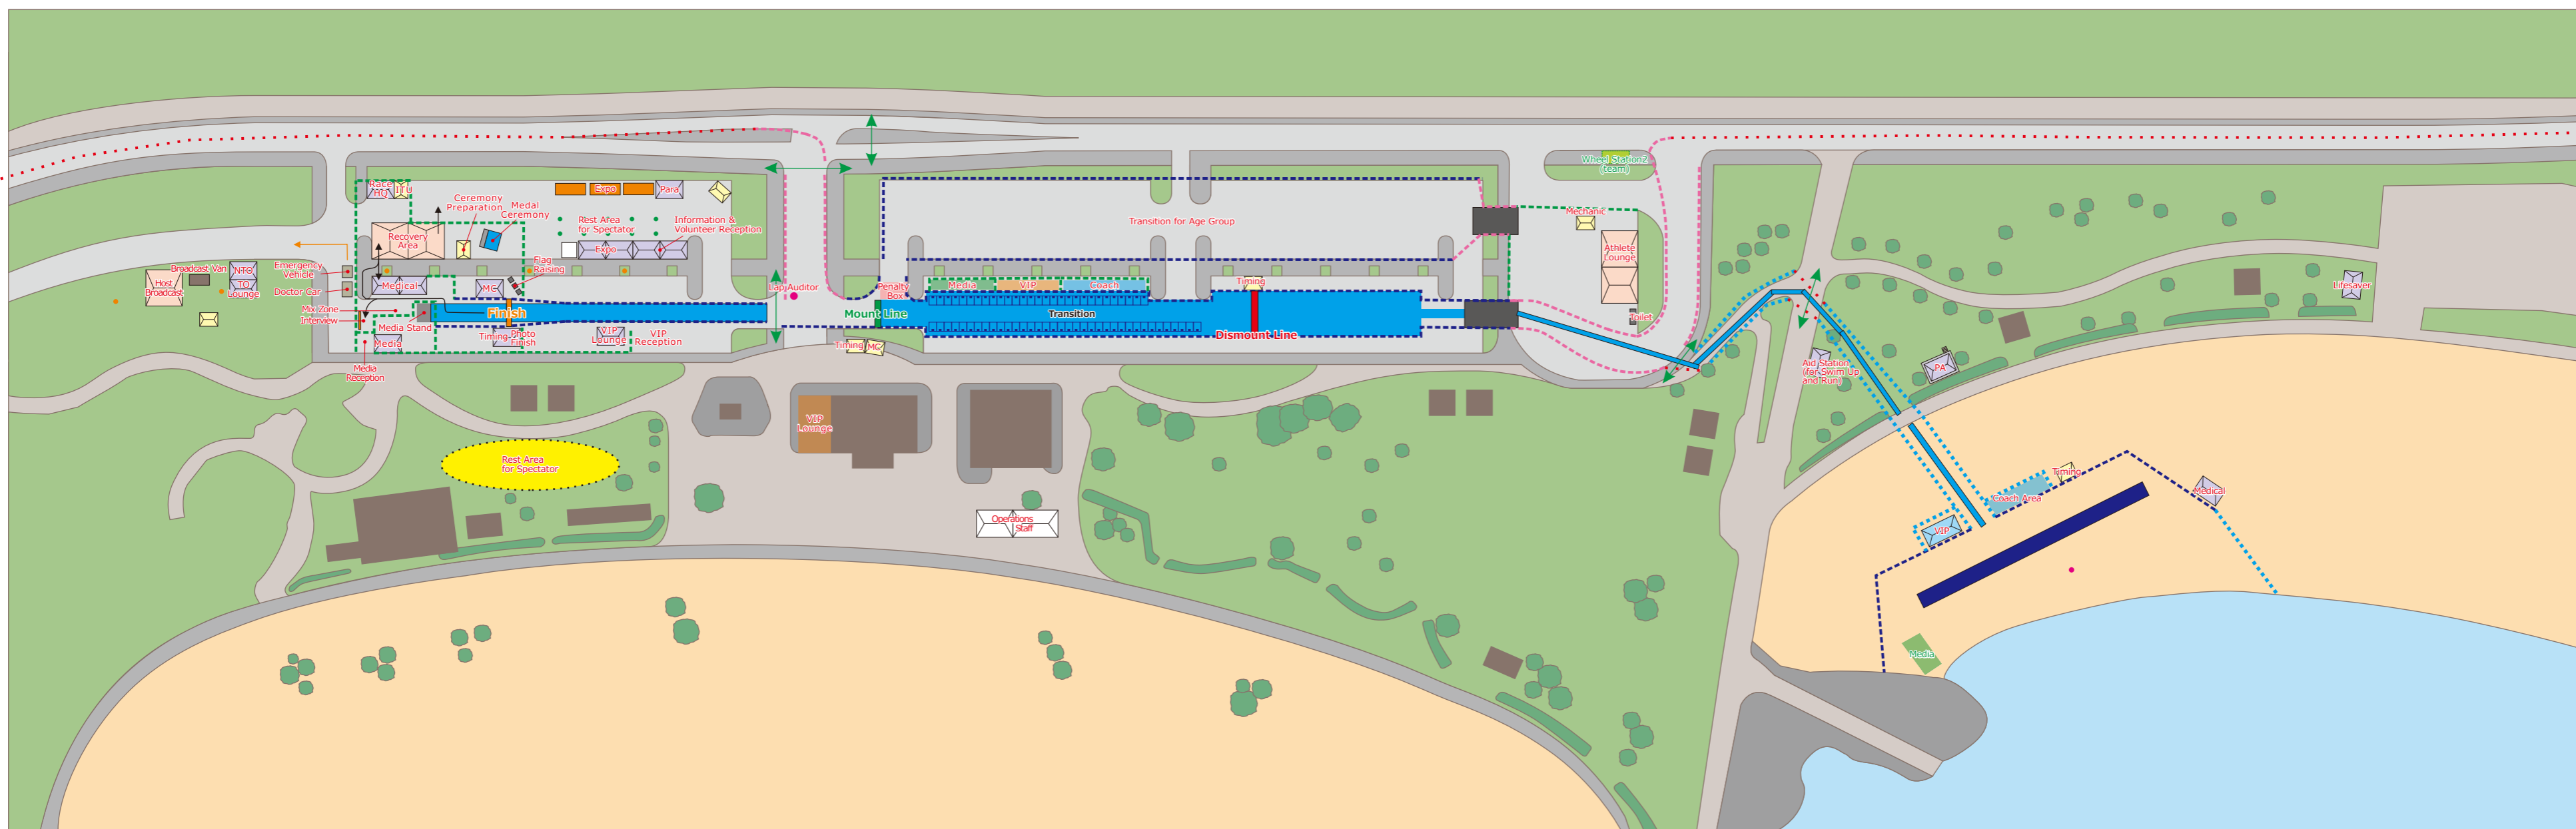 Race
HQ
ITU
Ceremony
Preparation
Medal
Ceremony
Expo
Para
Rest Area
for Spectator
Information &
Volunteer Reception
Expo
Recovery
Area
Flag
Raising
Emergency
Vehicle
Doctor Car
Broadcast Van
Host
Broadcast
NTO
TO
Lounge
Medical
MC
Mix Zone
Interview
Media Stand
Media
Media
Reception
Finish
Timing
Photo
Finish
VIP
Lounge
VIP
Reception
Lap Auditor
Penalty
Box
Mount Line
Timing
MC
Transition for Age Group
Media
VIP
Coach
Transition
Timing
Dismount Line
Wheel Station2
(team)
Mechanic
Athlete
Lounge
Toilet
Aid Station
(for Swim Up
and Run)
PA
Lifesaver
VIP
Lounge
Rest Area
for Spectator
Operations
Staff
Timing
Coach Area
Medical
VIP
Media